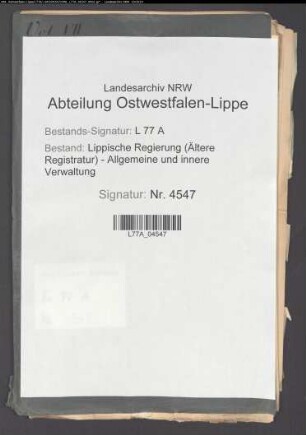 Landesarchiv NRW
Abteilung Ostwestfalen-Lippe
Bestands-Signatur: L 77 A
Bestand: Lippische Regierung (Ältere
Registratur) - Allgemeine und innere
Verwaltung
Signatur: Nr. 4547
L77A_04547